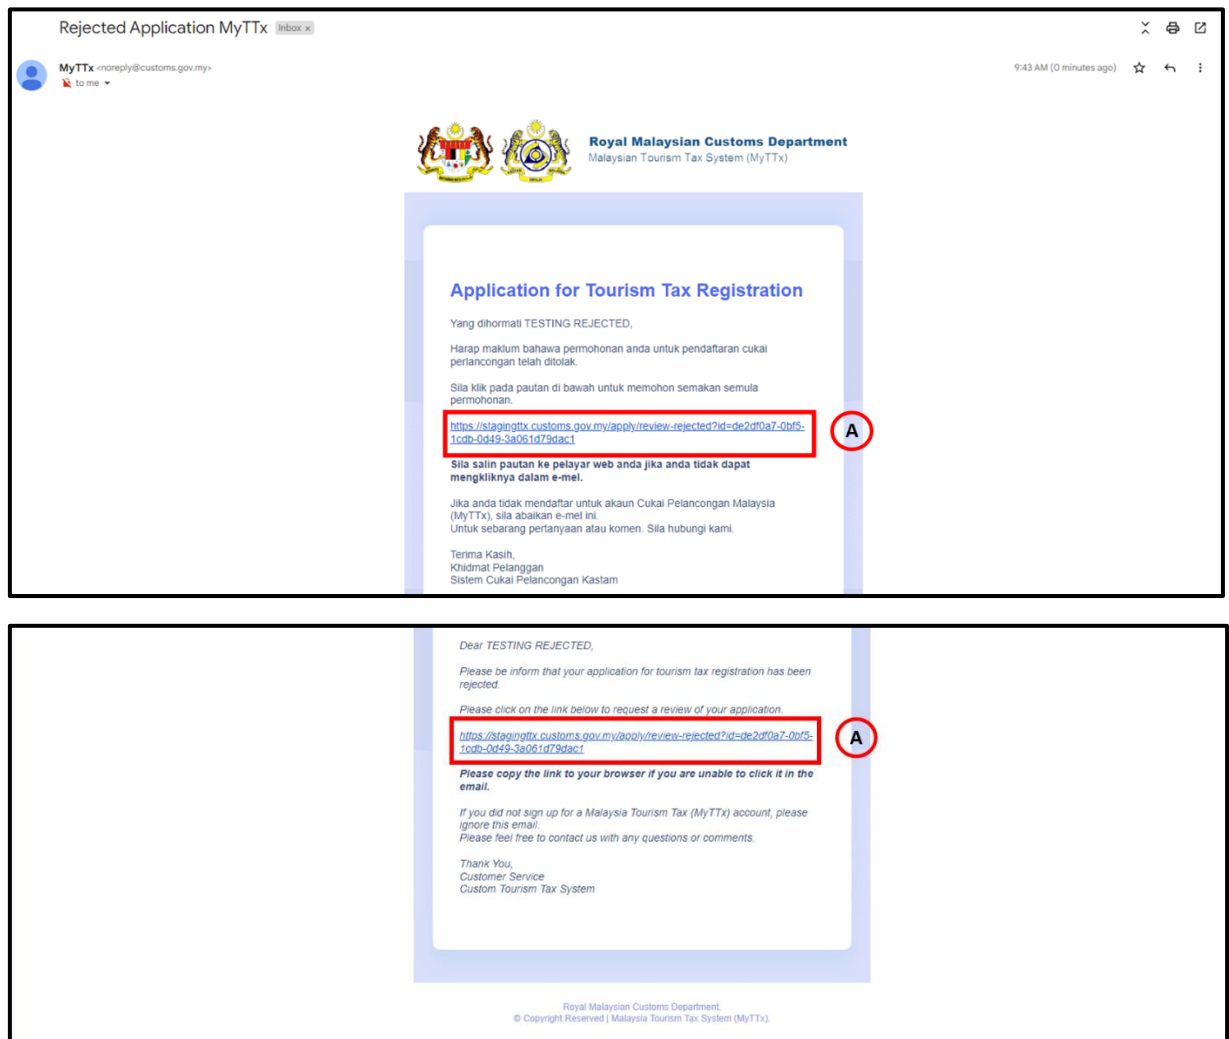 Rejected Application MyTTx Inbox x
MyTTx <noreply@customs.gov.my>
to me
9:43 AM (0 minutes ago)
Royal Malaysian Customs Department
Malaysian Tourism Tax System (MyTTx)
Application for Tourism Tax Registration
Yang dihormati TESTING REJECTED,
Harap maklum bahawa permohonan anda untuk pendaftaran cukai
perlancongan telah ditolak.
Sila klik pada pautan di bawah untuk memohon semakan semula
permohonan.
https://stagingttx.customs.gov.my/apply/review-rejected?id=de2df0a7-0bf5-
1cdb-0d49-3a061d79dac1
A
Sila salin pautan ke pelayar web anda jika anda tidak dapat
mengkliknya dalam e-mel.
Jika anda tidak mendaftar untuk akaun Cukai Pelancongan Malaysia
(MyTTx), sila abaikan e-mel ini.
Untuk sebarang pertanyaan atau komen. Sila hubungi kami.
Terima Kasih,
Khidmat Pelanggan
Sistem Cukai Pelancongan Kastam
Dear TESTING REJECTED,
Please be inform that your application for tourism tax registration has been
rejected.
Please click on the link below to request a review of your application.
https://stagingttx.customs.gov.my/apply/review-rejected?id=de2df0a7-0bf5-
1cdb-0d49-3a061d79dac1
A
Please copy the link to your browser if you are unable to click it in the
email.
If you did not sign up for a Malaysia Tourism Tax (MyTTx) account, please
ignore this email.
Please feel free to contact us with any questions or comments.
Thank You,
Customer Service
Custom Tourism Tax System
Royal Malaysian Customs Department.
© Copyright Reserved | Malaysia Tourism Tax System (MyTTx).